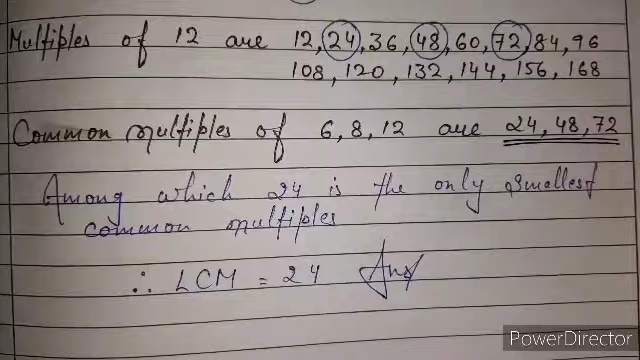 Multiples of 12 are 12, 24, 36, 48, 60, 72, 84, 96
108, 120, 132, 144, 156, 168
Common multiples of 6, 8, 12 are 24, 48, 72
Among which 24 is the only smallest
common multiples
∴ LCM = 24 Ans
PowerDirector